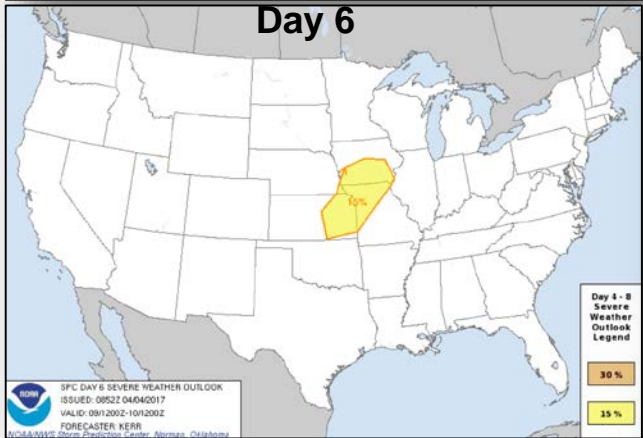 Day 6
15%
Day 4 - 8
Severe
Weather
Outlook
Legend
30 %
15 %
NOAA
SPC DAY 6 SEVERE WEATHER OUTLOOK
ISSUED: 0852Z 04/04/2017
VALID: 09/1200Z-10/1200Z
FORECASTER: KERR
NOAA/NWS Storm Prediction Center, Norman, Oklahoma